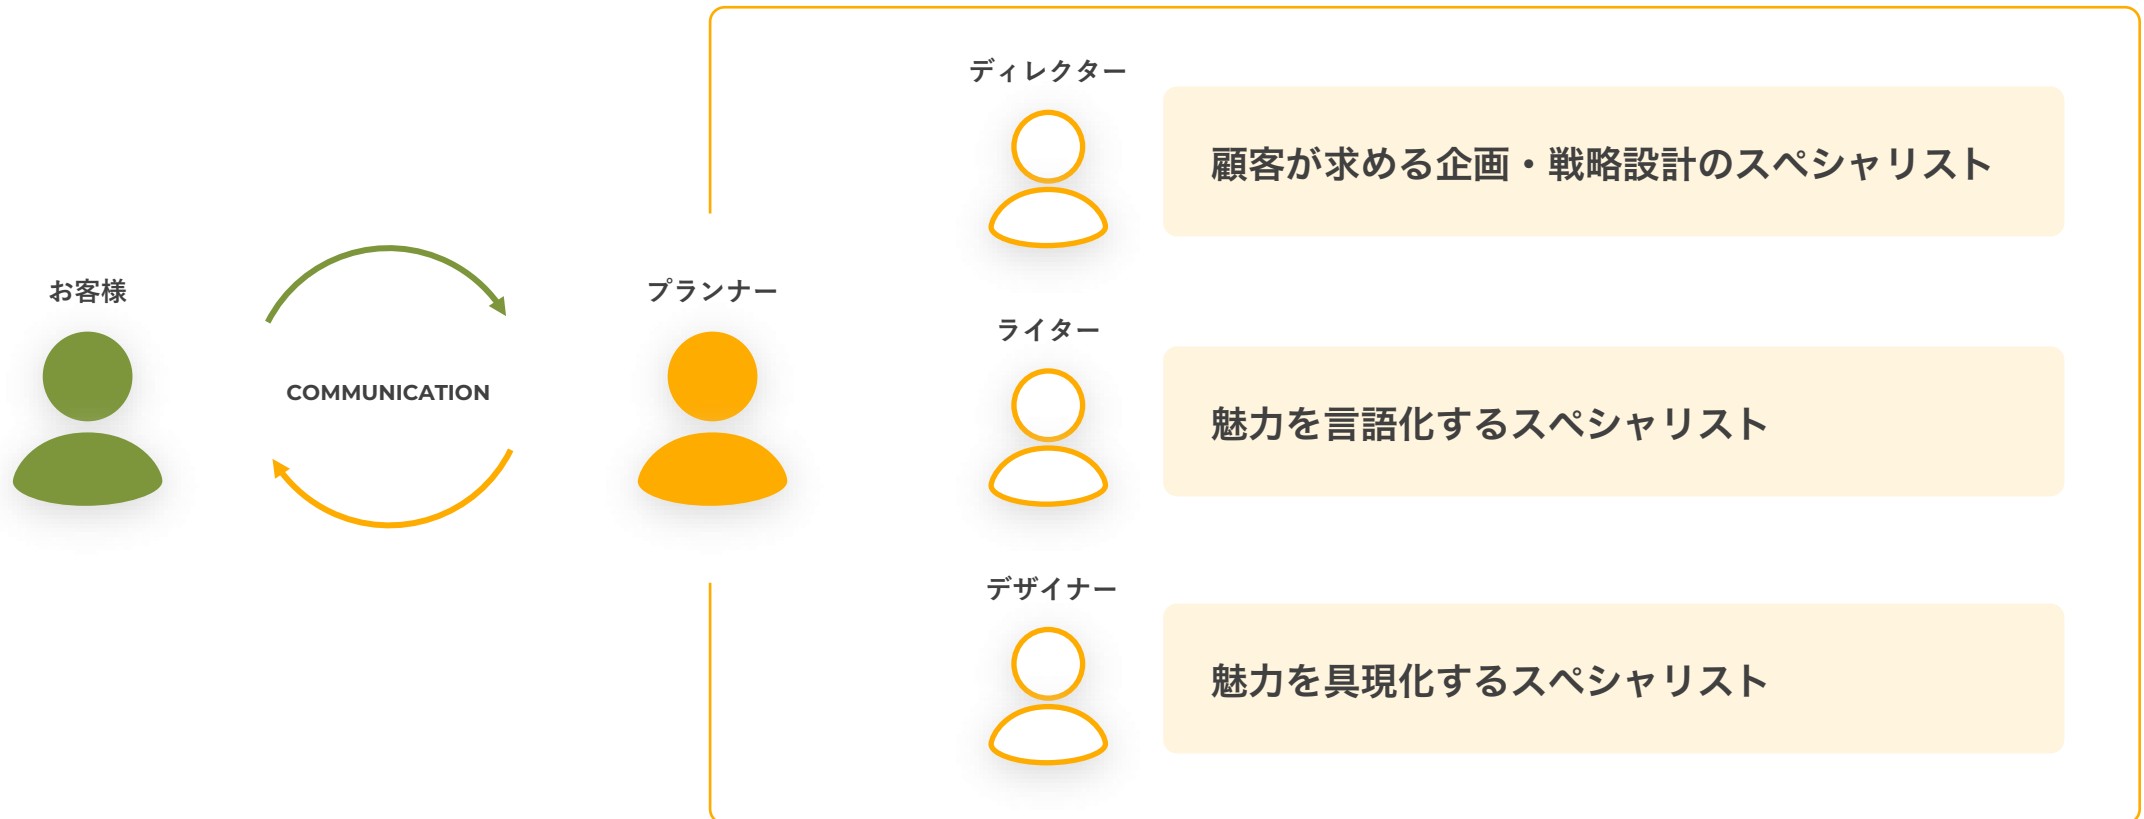 お客様
COMMUNICATION
プランナー
ディレクター
顧客が求める企画・戦略設計のスペシャリスト
ライター
魅力を言語化するスペシャリスト
デザイナー
魅力を具現化するスペシャリスト